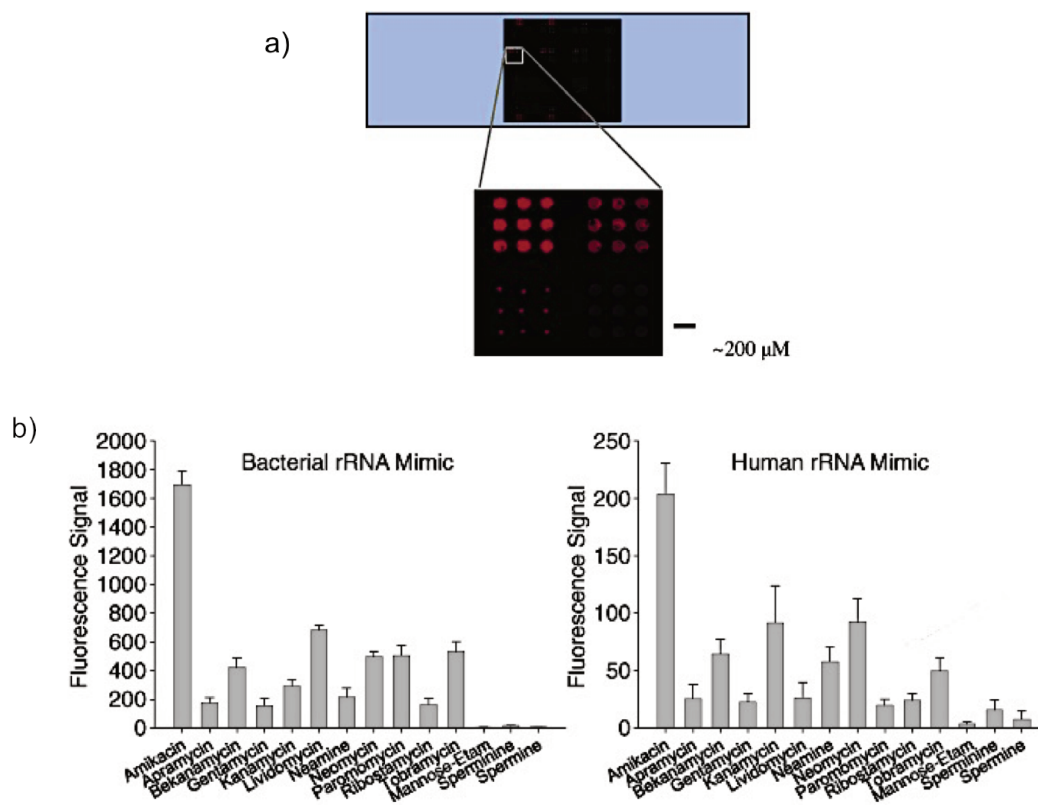 a)
~200 µM
b)
Bacterial rRNA Mimic
Fluorescence Signal
2000
1800
1600
1400
1200
1000
800
600
400
200
0
Amikacin
Apramycin
Bekanamycin
Geniamycin
Kanamycin
Lividomycin
Neamine
Neomycin
Paromomycin
Ribostamycin
Tobramycin
Mannose-Etam
Sperminine
Spermine
Human rRNA Mimic
Fluorescence Signal
250
200
150
100
50
0
Amikacin
Apramycin
Bekanamycin
Geniamycin
Kanamycin
Lividomycin
Neamine
Neomycin
Paromomycin
Ribostamycin
Tobramycin
Mannose-Etam
Sperminine
Spermine